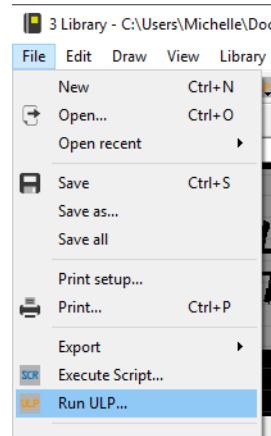 3 Library - C:\Users\Michelle\Do
File Edit Draw View Library
New Ctrl+N
Open... Ctrl+O
Open recent
Save Ctrl+S
Save as...
Save all
Print setup...
Print... Ctrl+P
Export
SCR Execute Script...
ULP Run ULP...